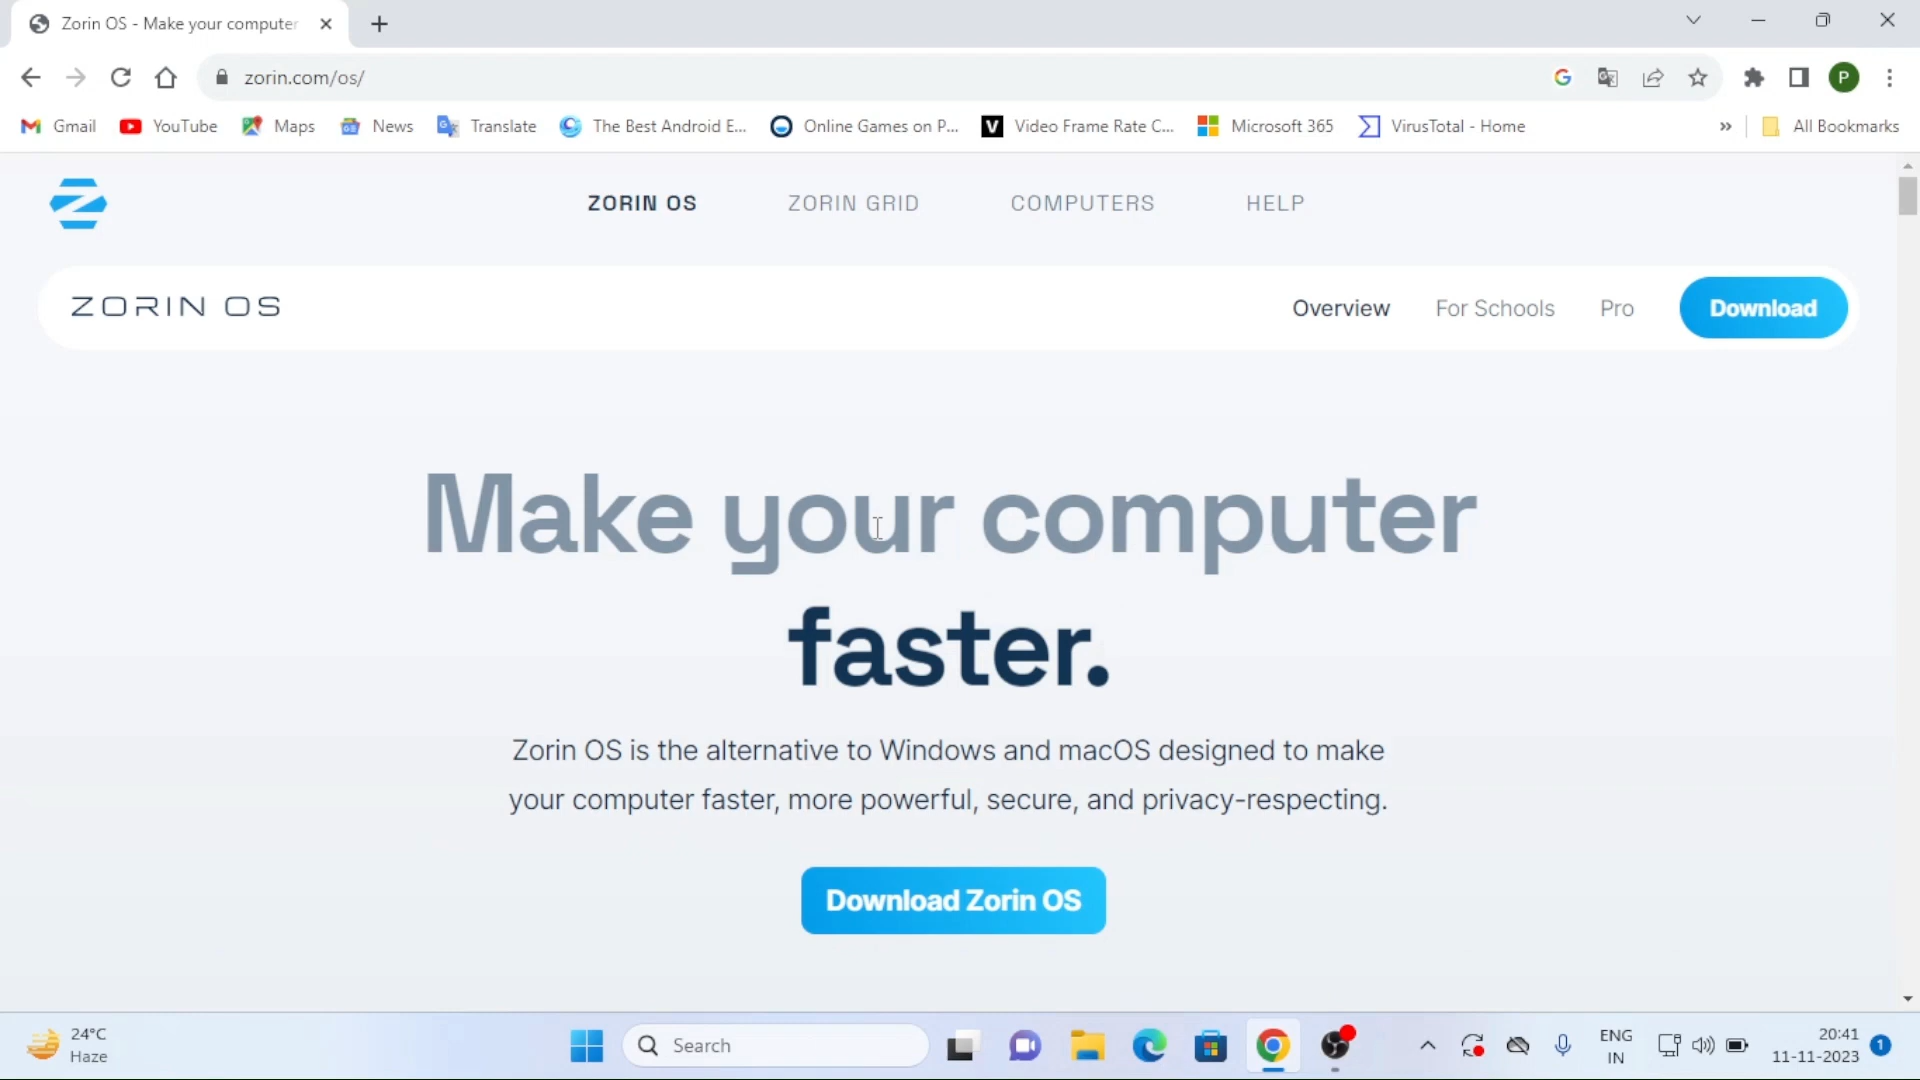 Zorin OS - Make your computer
zorin.com/os/
P
Gmail YouTube Maps News Translate The Best Android E... Online Games on P... Video Frame Rate C... Microsoft 365 VirusTotal - Home » All Bookmarks
ZORIN OS ZORIN GRID COMPUTERS HELP
ZORIN OS Overview For Schools Pro Download
Make your computer
faster.
Zorin OS is the alternative to Windows and macOS designed to make
your computer faster, more powerful, secure, and privacy-respecting.
Download Zorin OS
24°C
Haze
Search
ENG
IN
20:41
11-11-2023
1